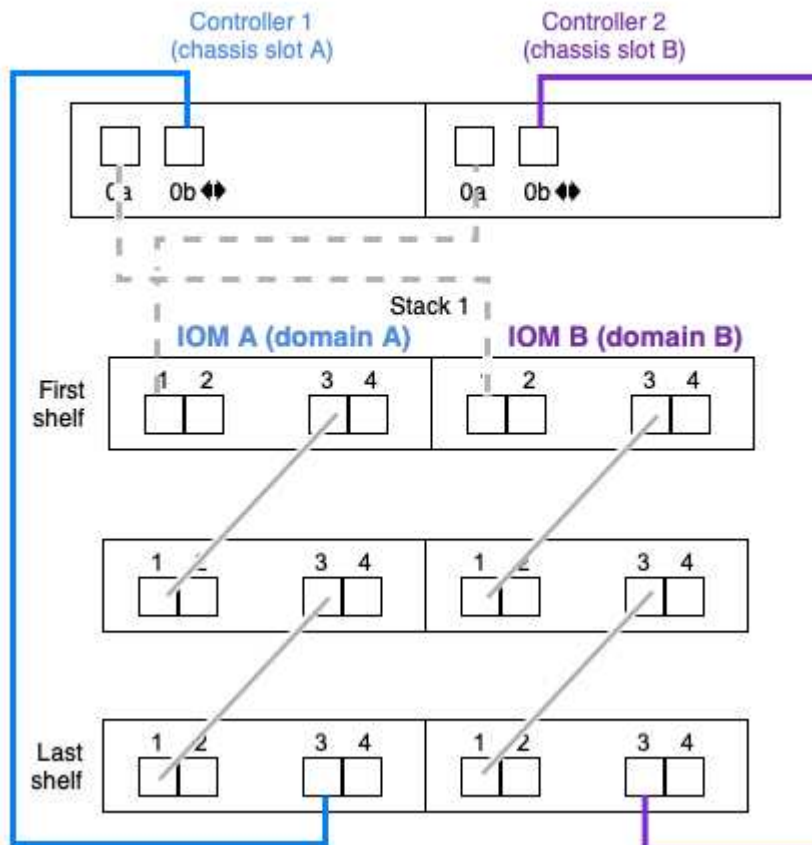 Controller 1
(chassis slot A)
Controller 2
(chassis slot B)
0a 0b
0a 0b
Stack 1
IOM A (domain A)
IOM B (domain B)
First
shelf
1 2 3 4 1 2 3 4
1 2 3 4 1 2 3 4
Last
shelf
1 2 3 4 1 2 3 4